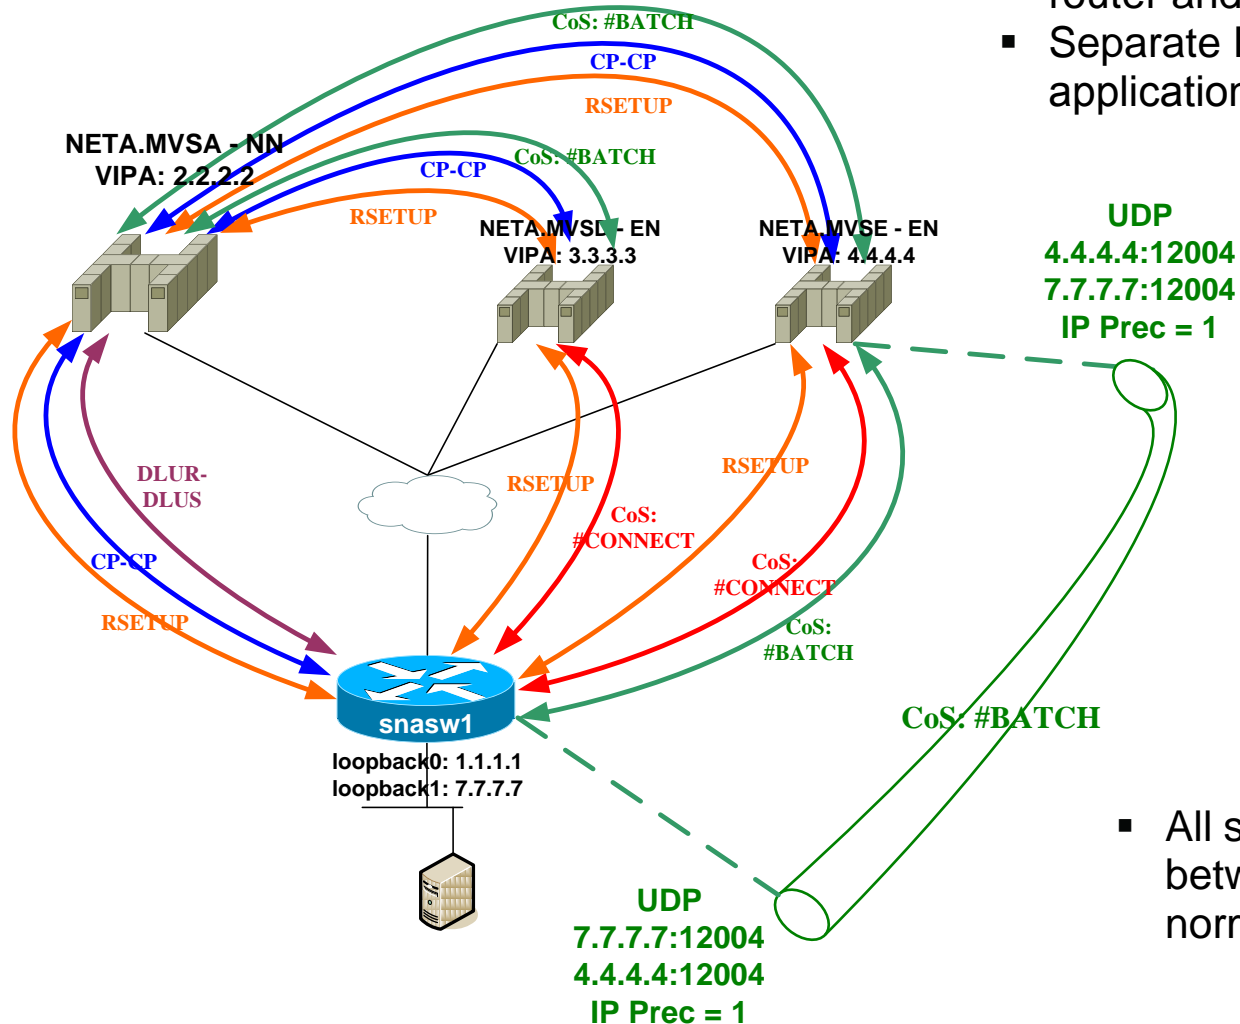 router and
CoS: #BATCH
▪ Separate
CP-CP
application
RSETUP
NETA.MVSA - NN
VIPA: 2.2.2.2
CoS: #BATCH
CP-CP
RSETUP
NETA.MVSD - EN
VIPA: 3.3.3.3
NETA.MVSE - EN
VIPA: 4.4.4.4
UDP
4.4.4.4:12004
7.7.7.7:12004
IP Prec = 1
DLUR-
DLUS
RSETUP
RSETUP
CoS:
#CONNECT
CP-CP
CoS:
#CONNECT
RSETUP
CoS:
#BATCH
snasw1
CoS: #BATCH
loopback0: 1.1.1.1
loopback1: 7.7.7.7
▪ All
UDP
7.7.7.7:12004
4.4.4.4:12004
IP Prec = 1